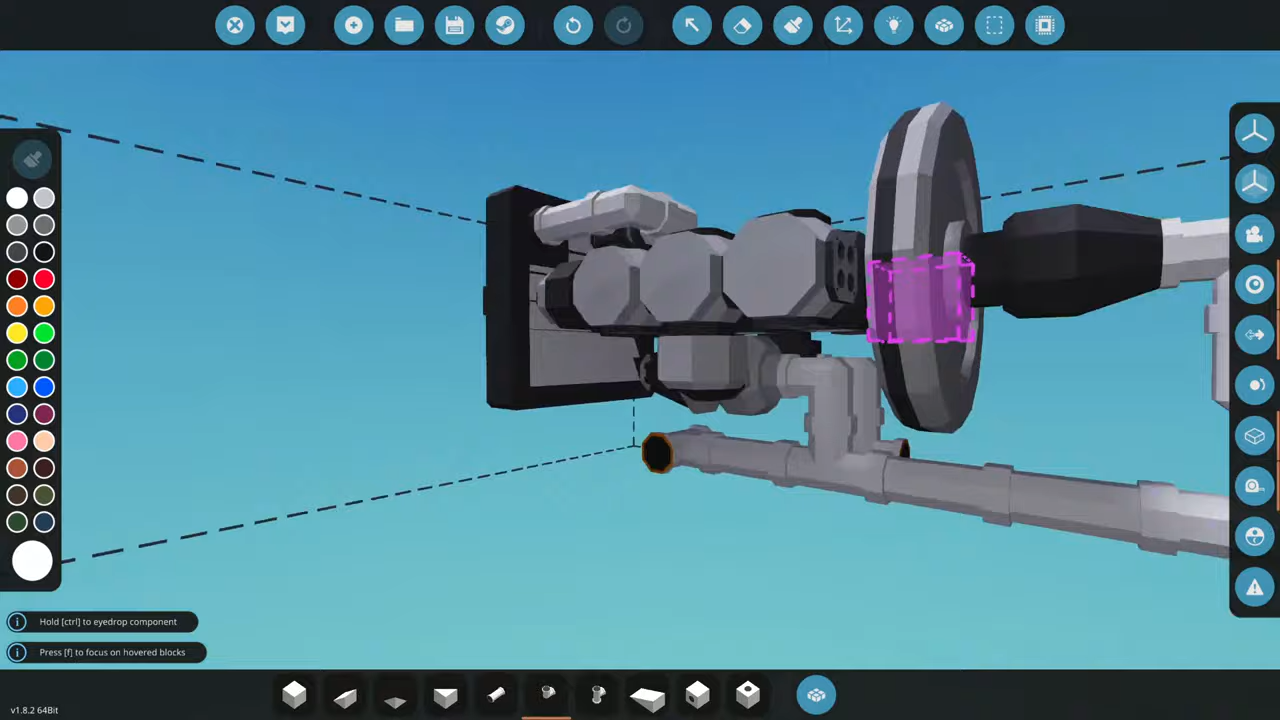 Hold [ctrl] to eyedrop component
Press [f] to focus on hovered blocks
v1.8.2 64Bit